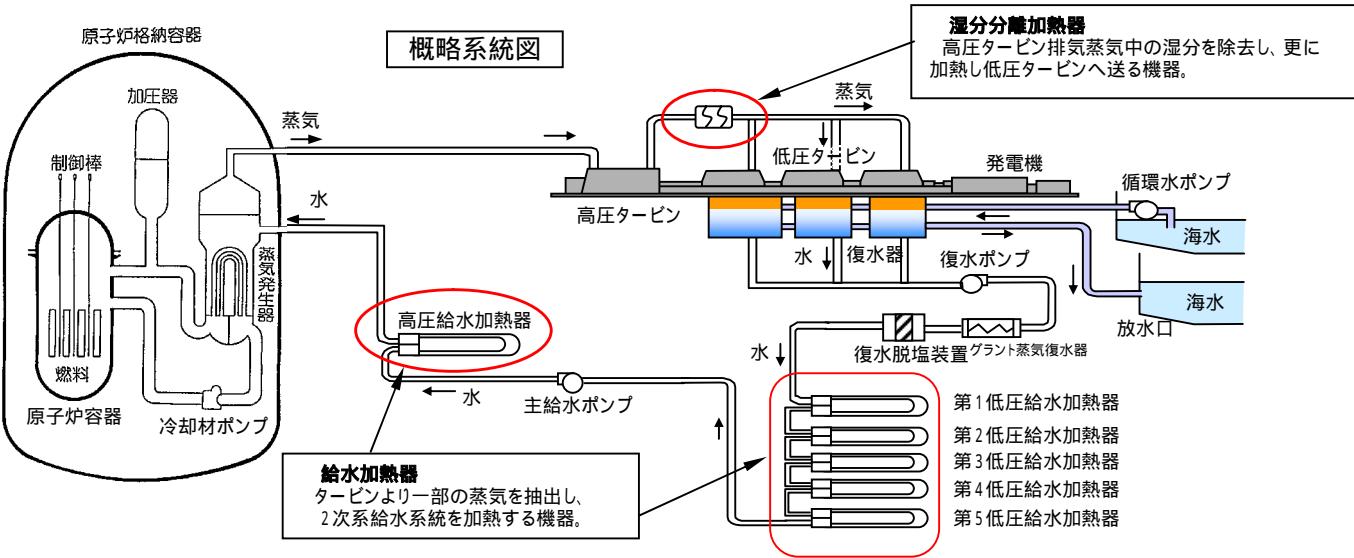 概略系統図
湿分分離加熱器
高圧タービン排気蒸気中の湿分を除去し、更に
加熱し低圧タービンへ送る機器。
原子炉格納容器
加圧器
制御棒
蒸気
蒸気
低圧タービン
発電機
循環水ポンプ
高圧タービン
水
海水
蒸気発生器
水
復水器
復水ポンプ
海水
放水口
高圧給水加熱器
燃料
原子炉容器
冷却材ポンプ
水
主給水ポンプ
水
復水脱塩装置
グラント蒸気復水器
第1低圧給水加熱器
第2低圧給水加熱器
第3低圧給水加熱器
第4低圧給水加熱器
第5低圧給水加熱器
給水加熱器
タービンより一部の蒸気を抽出し、
2次系給水系統を加熱する機器。